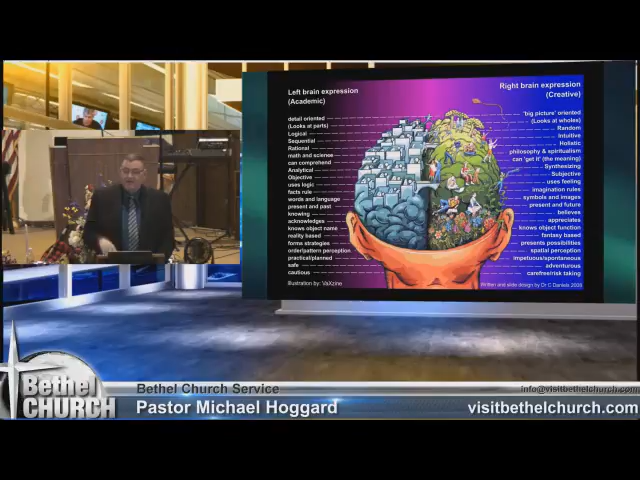 Left brain expression
(Academic)
detail oriented
(Looks at parts)
Logical
Sequential
Rational
math and science
can comprehend
Analytical
Objective
uses logic
facts rule
words and language
present and past
knowing
acknowledges
knows object name
reality based
forms strategies
order/pattern perception
practical/planned
safe
cautious
Illustration by: VaXzine
Right brain expression
(Creative)
'big picture' oriented
(Looks at wholes)
Random
Intuitive
Holistic
philosophy & spiritualism
can 'get it' (the meaning)
Synthesizing
Subjective
uses feeling
imagination rules
symbols and images
present and future
believes
appreciates
knows object function
fantasy based
presents possibilities
spatial perception
impetuous/spontaneous
adventurous
carefree/risk taking
Written and slide design by Dr C Daniels 2008
Bethel
CHURCH
Bethel Church Service
Pastor Michael Hoggard
info@visitbethelchurch.com
visitbethelchurch.com